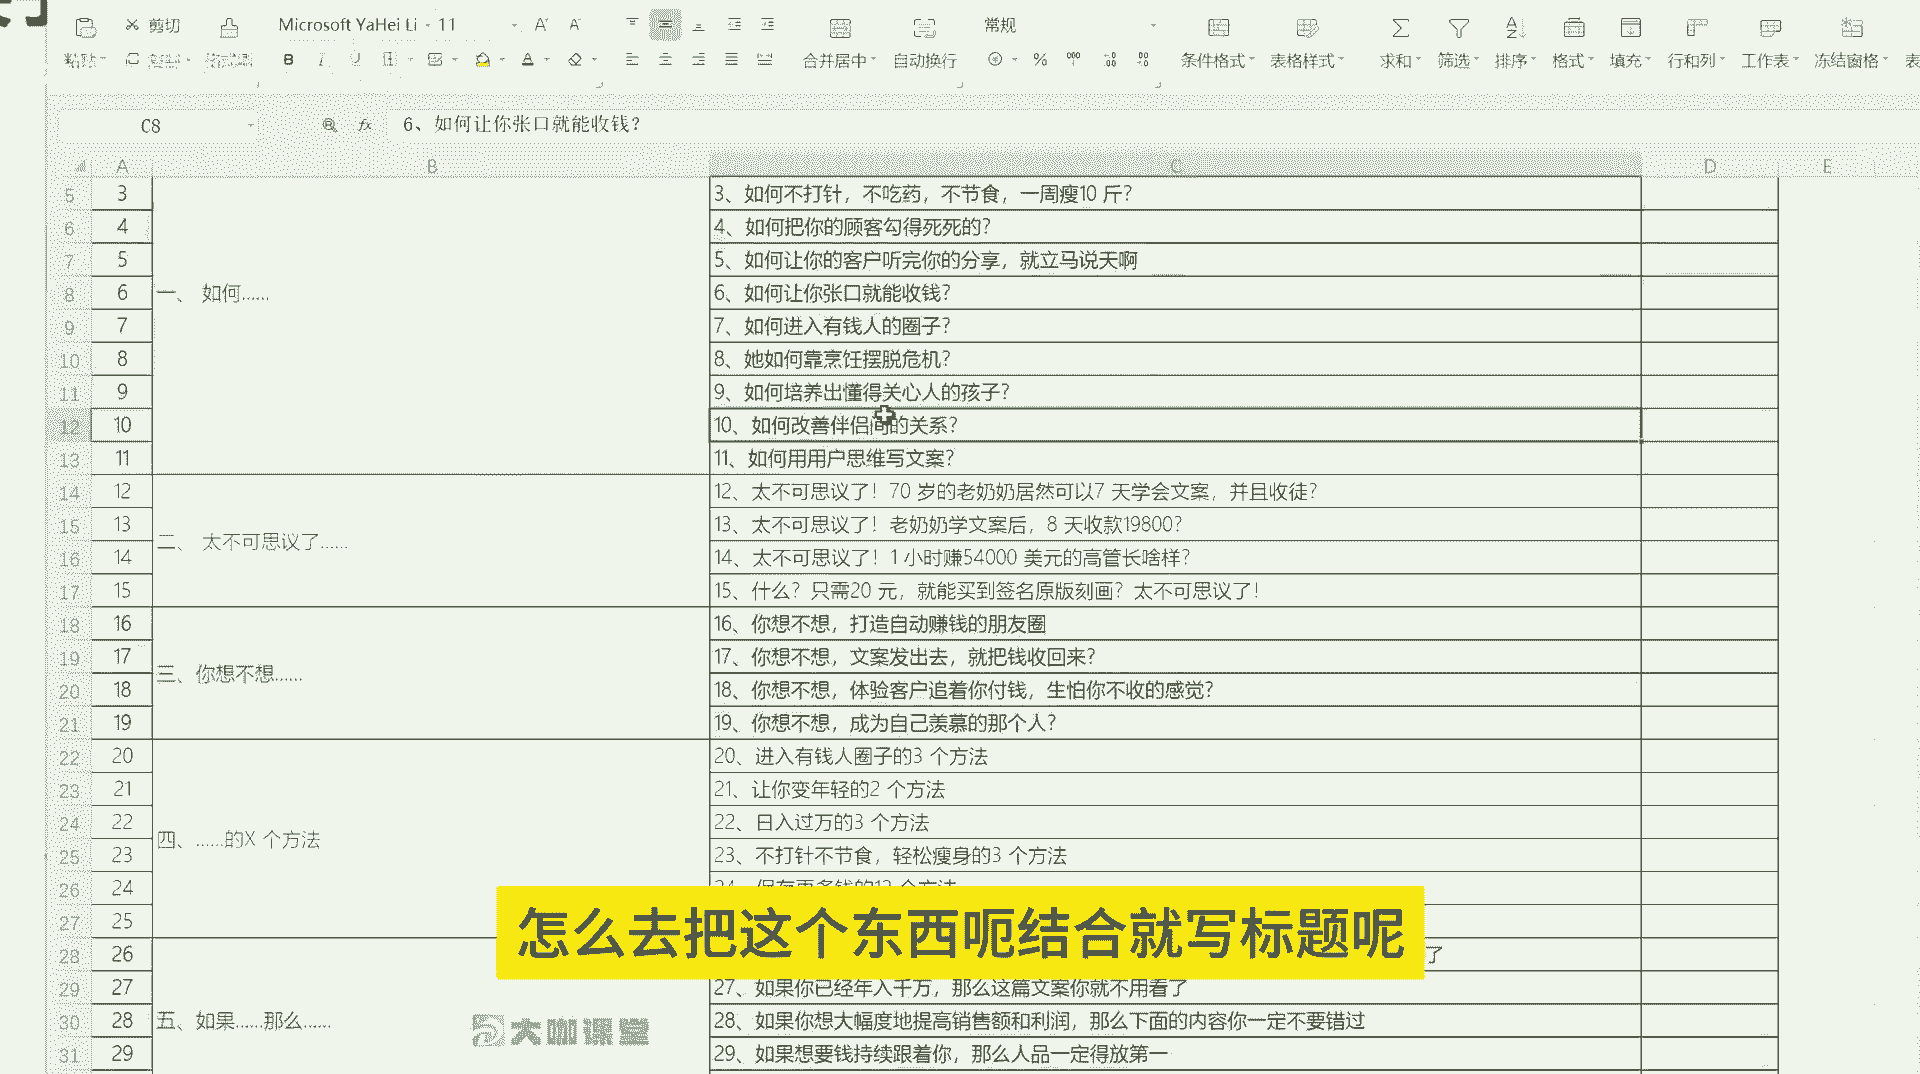 剪切 Microsoft YaHei Li 11 A A 常规
粘贴 复制 格式刷 B I U A 合并居中 自动换行 % 000 条件格式 表格样式 求和 筛选 排序 格式 填充 行和列 工作表 冻结窗格 表
C8 fx 6、如何让你张口就能收钱？
A B C D E
5 3 3、如何不打针，不吃药，不节食，一周瘦10 斤？
6 4 4、如何把你的顾客勾得死死的？
7 5 5、如何让你的客户听完你的分享，就立马说天啊
8 6 一、 如何…… 6、如何让你张口就能收钱？
9 7 7、如何进入有钱人的圈子？
10 8 8、她如何靠烹饪摆脱危机？
11 9 9、如何培养出懂得关心人的孩子？
12 10 10、如何改善伴侣间的关系？
13 11 11、如何用用户思维写文案？
14 12 12、太不可思议了！70 岁的老奶奶居然可以7 天学会文案，并且收徒？
15 13 二、 太不可思议了…… 13、太不可思议了！老奶奶学文案后，8 天收款19800？
16 14 14、太不可思议了！1 小时赚54000 美元的高管长啥样？
17 15 15、什么？只需20 元，就能买到签名原版刻画？太不可思议了！
18 16 16、你想不想，打造自动赚钱的朋友圈
19 17 三、你想不想…… 17、你想不想，文案发出去，就把钱收回来？
20 18 18、你想不想，体验客户追着你付钱，生怕你不收的感觉？
21 19 19、你想不想，成为自己羡慕的那个人？
22 20 20、进入有钱人圈子的3 个方法
23 21 21、让你变年轻的2 个方法
24 22 四、……的X 个方法 22、日入过万的3 个方法
25 23 23、不打针不节食，轻松瘦身的3 个方法
26 24
27 25
怎么去把这个东西呃结合就写标题呢
28 26 了
29 27 27、如果你已经年入千万，那么这篇文案你就不用看了
30 28 五、如果……那么…… 28、如果你想大幅度地提高销售额和利润，那么下面的内容你一定不要错过
31 29 29、如果想要钱持续跟着你，那么人品一定得放第一
大咖课堂